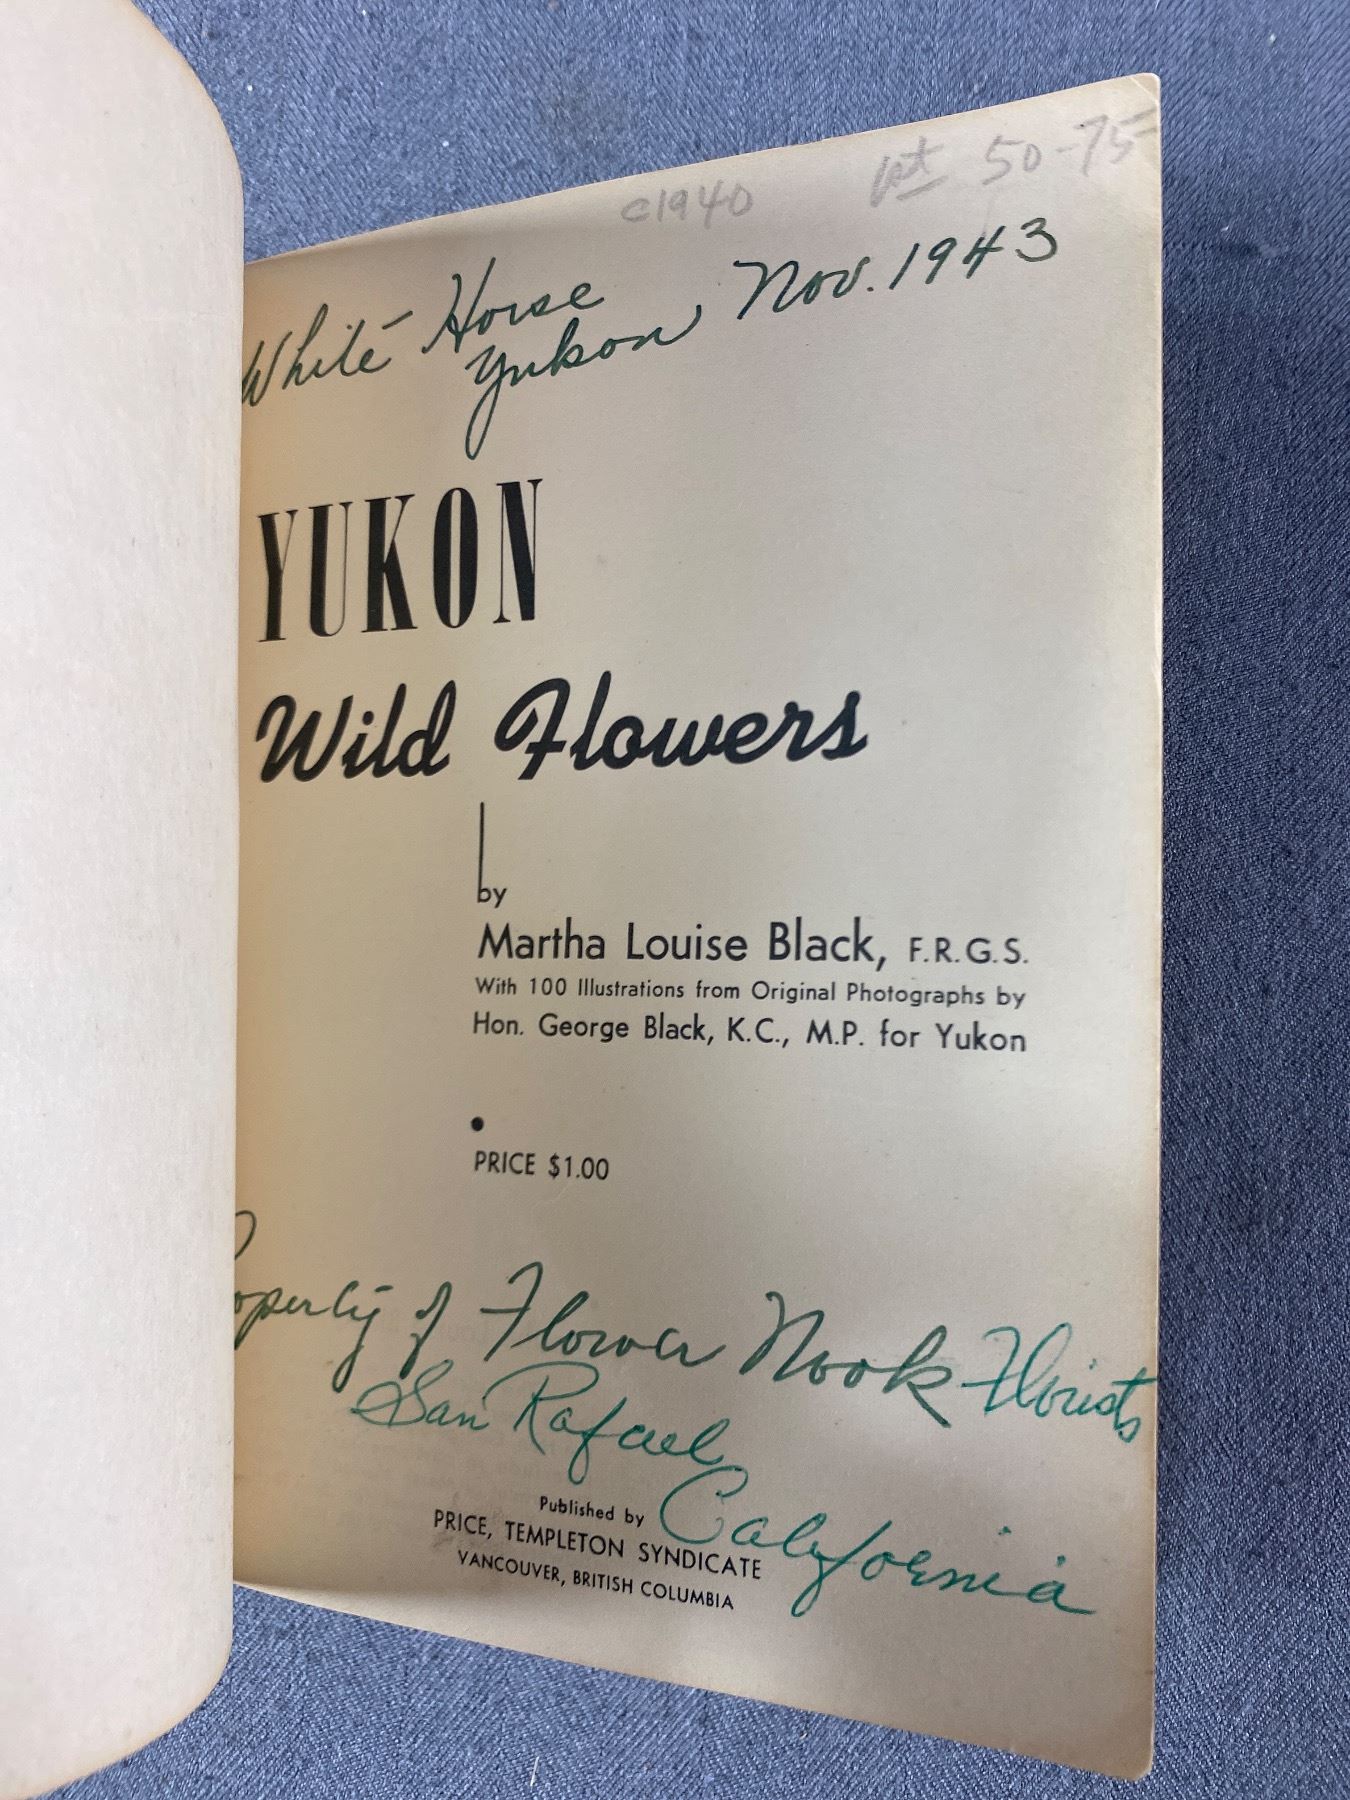 c1940
50-75
White Horse
Yukon, Nov. 1943
YUKON
Wild Flowers
by
Martha Louise Black, F.R.G.S.
With 100 Illustrations from Original Photographs by
Hon. George Black, K.C., M.P. for Yukon
PRICE $1.00
Property of Flower Nook Florists
San Rafael
California
Published by
PRICE, TEMPLETON SYNDICATE
VANCOUVER, BRITISH COLUMBIA